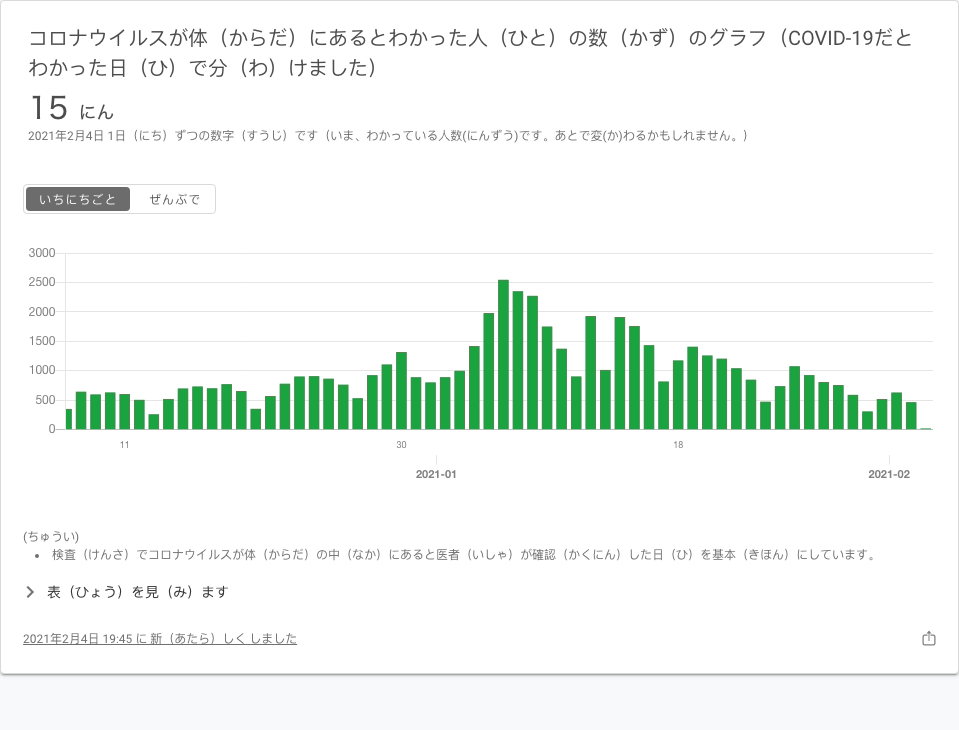 コロナウイルスが体（からだ）にあるとわかった人（ひと）の数（かず）のグラフ（COVID-19だと
わかった日（ひ）で分（わ）けました）
15 にん
2021年2月4日 1日（にち）ずつの数字（すうじ）です（いま、わかっている人数(にんずう)です。あとで変(か)わるかもしれません。）
いちにちごと ぜんぶで
3000
2500
2000
1500
1000
500
0
11 30 18
2021-01 2021-02
(ちゅうい)
• 検査（けんさ）でコロナウイルスが体（からだ）の中（なか）にあると医者（いしゃ）が確認（かくにん）した日（ひ）を基本（きほん）にしています。
表（ひょう）を見（み）ます
2021年2月4日 19:45 に 新（あたら）しく しました